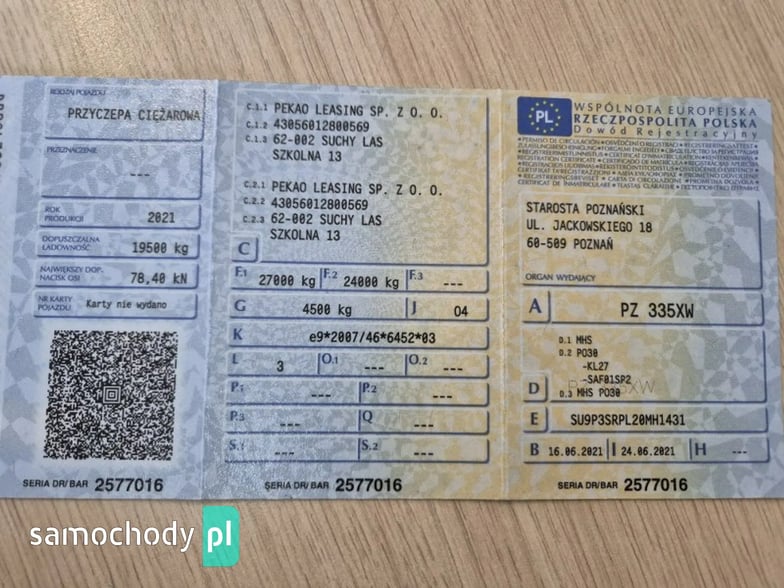 RODZAJ POJAZDU
PRZYCZEPA CIĘŻAROWA
PRZEZNACZENIE
---
ROK PRODUKCJI 2021
DOPUSZCZALNA ŁADOWNOŚĆ 19500 kg
NAJWIĘKSZY DOP. NACISK OSI 78,40 kN
NR KARTY POJAZDU Karty nie wydano
SERIA DR/BAR 2577016
C.1.1 PEKAO LEASING SP. Z O. O.
C.1.2 43056012800569
C.1.3 62-002 SUCHY LAS
SZKOLNA 13
C.2.1 PEKAO LEASING SP. Z O. O.
C.2.2 43056012800569
C.2.3 62-002 SUCHY LAS
SZKOLNA 13
C
F.1 27000 kg F.2 24000 kg F.3 ---
G 4500 kg J 04
K e9*2007/46*6452*03
L 3 O.1 --- O.2 ---
P.1 --- P.2 ---
P.3 --- Q ---
S.1 --- S.2 ---
SERIA DR/BAR 2577016
PL
WSPÓLNOTA EUROPEJSKA
RZECZPOSPOLITA POLSKA
Dowód Rejestracyjny
STAROSTA POZNAŃSKI
UL. JACKOWSKIEGO 18
60-509 POZNAŃ
ORGAN WYDAJĄCY
A PZ 335XW
D.1 MHS
D.2 PO30
-KL27
-SAF01SP2
D D.3 MHS PO30
E SU9P3SRPL20MH1431
B 16.06.2021 I 24.06.2021 H ---
SERIA DR/BAR 2577016
samochody pl